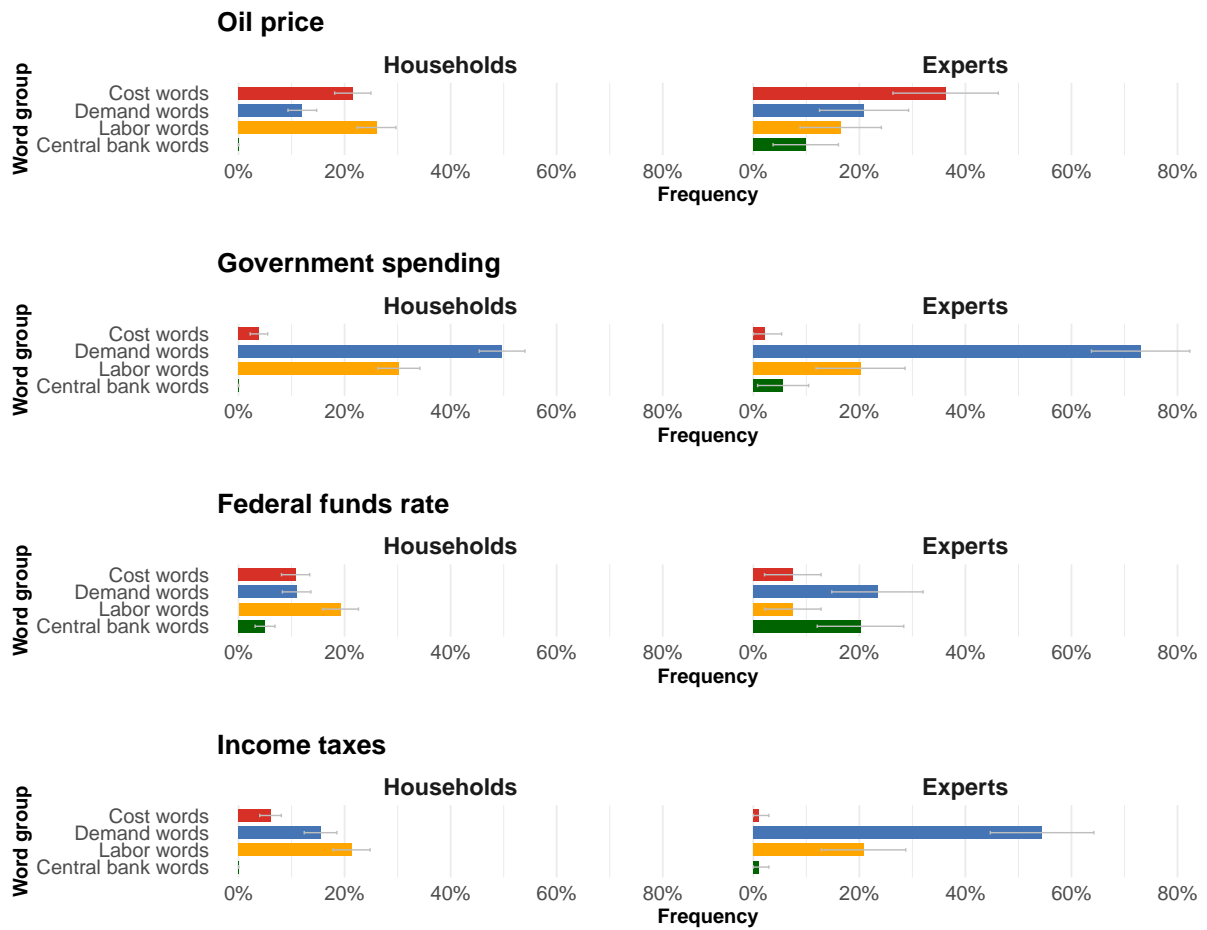 Oil price
Households Experts
Word group
Cost words
Demand words
Labor words
Central bank words
0% 20% 40% 60% 80% 0% 20% 40% 60% 80%
Frequency
Government spending
Households Experts
Word group
Cost words
Demand words
Labor words
Central bank words
0% 20% 40% 60% 80% 0% 20% 40% 60% 80%
Frequency
Federal funds rate
Households Experts
Word group
Cost words
Demand words
Labor words
Central bank words
0% 20% 40% 60% 80% 0% 20% 40% 60% 80%
Frequency
Income taxes
Households Experts
Word group
Cost words
Demand words
Labor words
Central bank words
0% 20% 40% 60% 80% 0% 20% 40% 60% 80%
Frequency